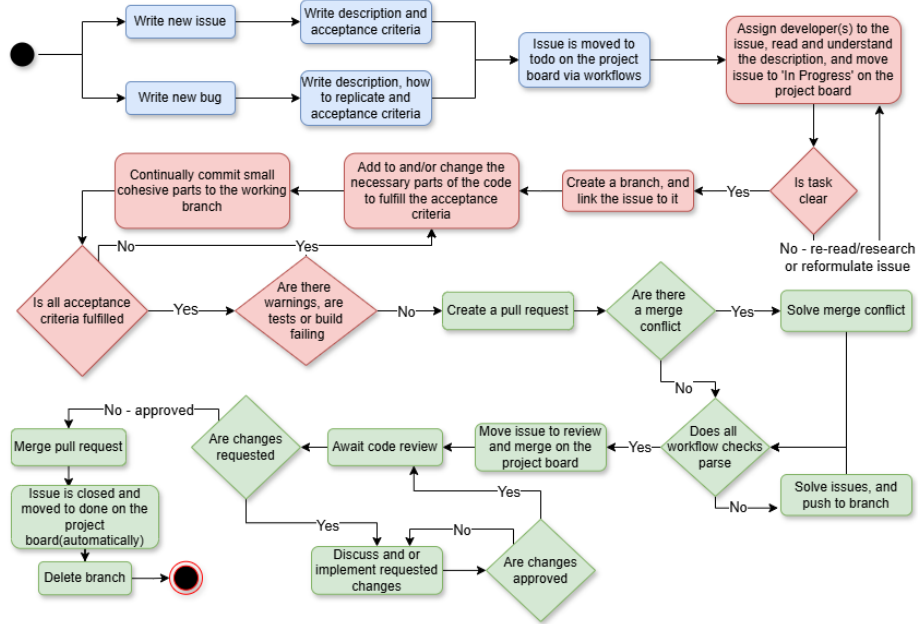 Write new issue
Write description and
acceptance criteria
Issue is moved to
todo on the project
board via workflows
Assign developer(s) to the
issue, read and understand
the description, and move
issue to 'In Progress' on the
project board
Write new bug
Write description, how
to replicate and
acceptance criteria
Is task
clear
No - re-read/research
or reformulate issue
Yes
Create a branch, and
link the issue to it
Add to and/or change the
necessary parts of the code
to fulfill the acceptance
criteria
Continually commit small
cohesive parts to the working
branch
Is all acceptance
criteria fulfilled
No
Yes
Are there
warnings, are
tests or build
failing
Yes
No
Create a pull request
Are there
a merge
conflict
Yes
Solve merge conflict
No
Does all
workflow checks
parse
No
Solve issues, and
push to branch
Yes
Move issue to review
and merge on the
project board
Await code review
Are changes
requested
Yes
Discuss and or
implement requested
changes
Are changes
approved
No
Yes
No - approved
Merge pull request
Issue is closed and
moved to done on the
project
board(automatically)
Delete branch